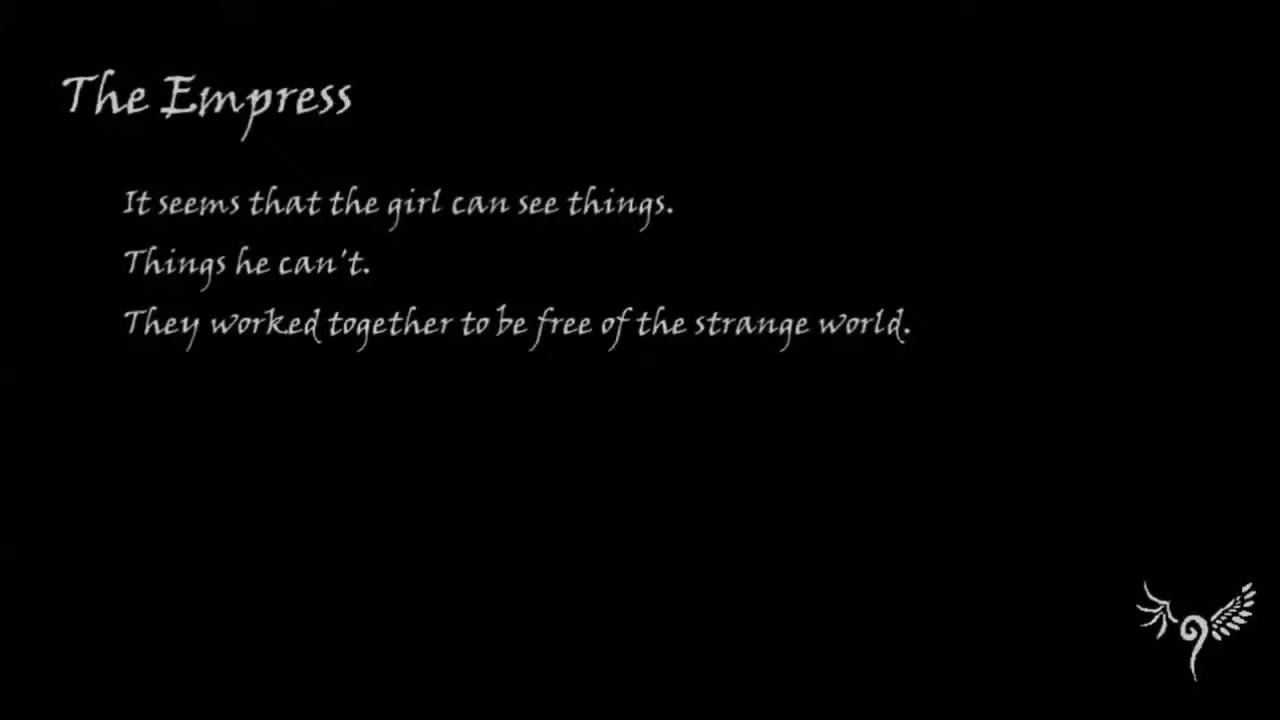 The Empress
It seems that the girl can see things.
Things he can't.
They worked together to be free of the strange world.